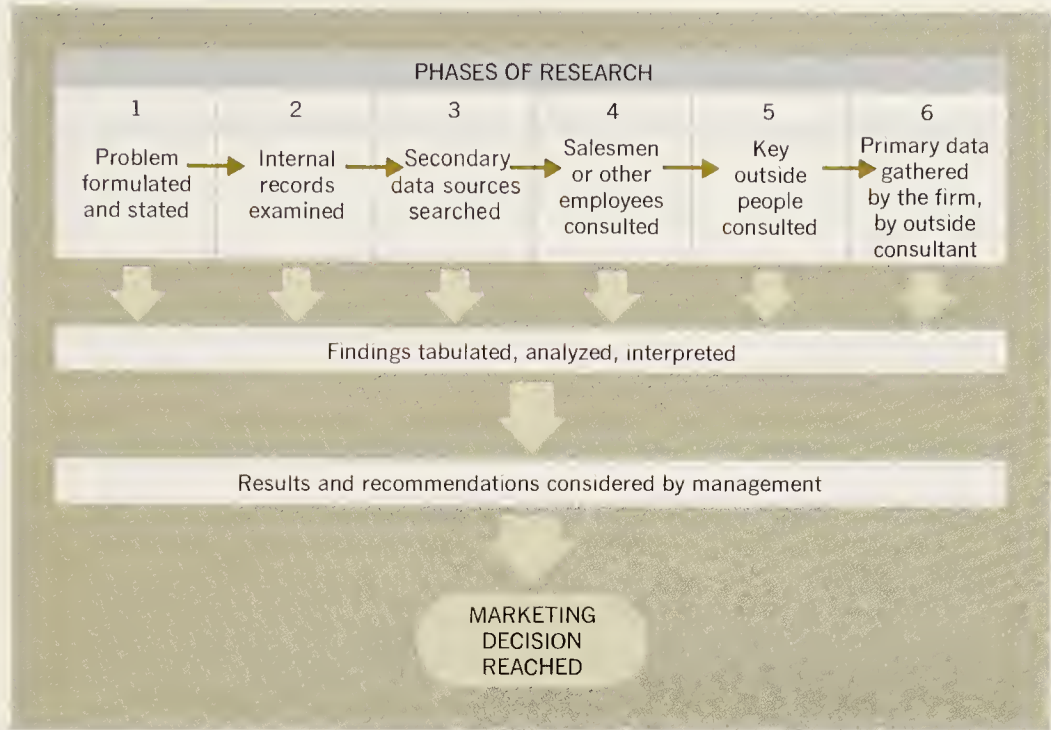 PHASES OF RESEARCH
1
Problem
formulated
and stated
2
Internal
records
examined
3
Secondary
data sources
searched
4
Salesmen
or other
employees
consulted
5
Key
outside
people
consulted
6
Primary data
gathered
by the firm,
by outside
consultant
Findings tabulated, analyzed, interpreted
Results and recommendations considered by management
MARKETING
DECISION
REACHED